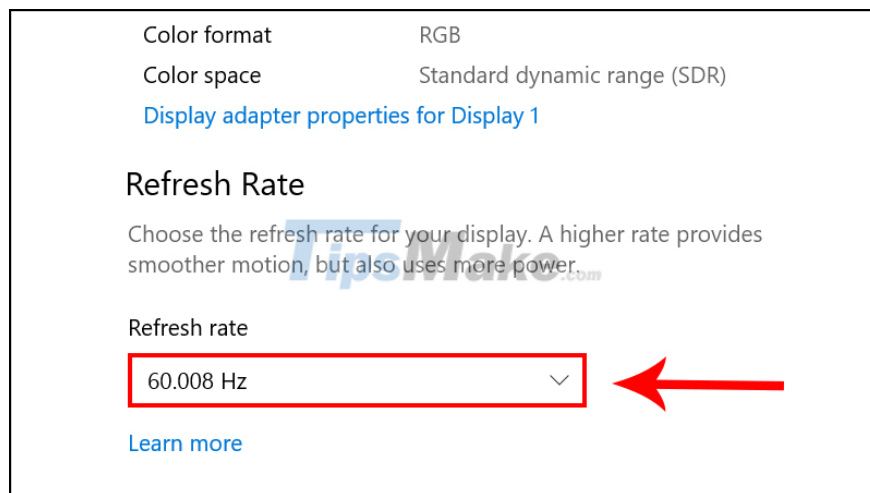 Color format RGB
Color space Standard dynamic range (SDR)
Display adapter properties for Display 1
Refresh Rate
Choose the refresh rate for your display. A higher rate provides
smoother motion, but also uses more power.
TipsMake.com
Refresh rate
60.008 Hz
Learn more